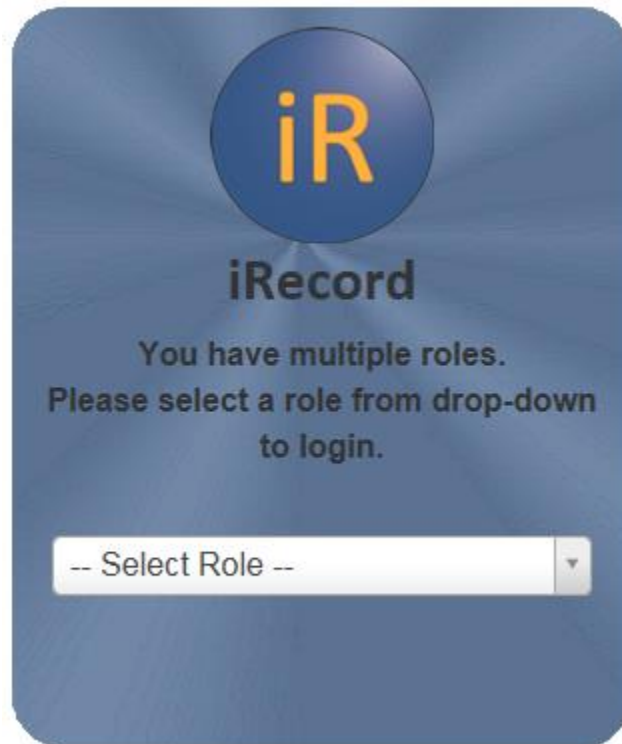 iR
iRecord
You have multiple roles.
Please select a role from drop-down
to login.
-- Select Role --